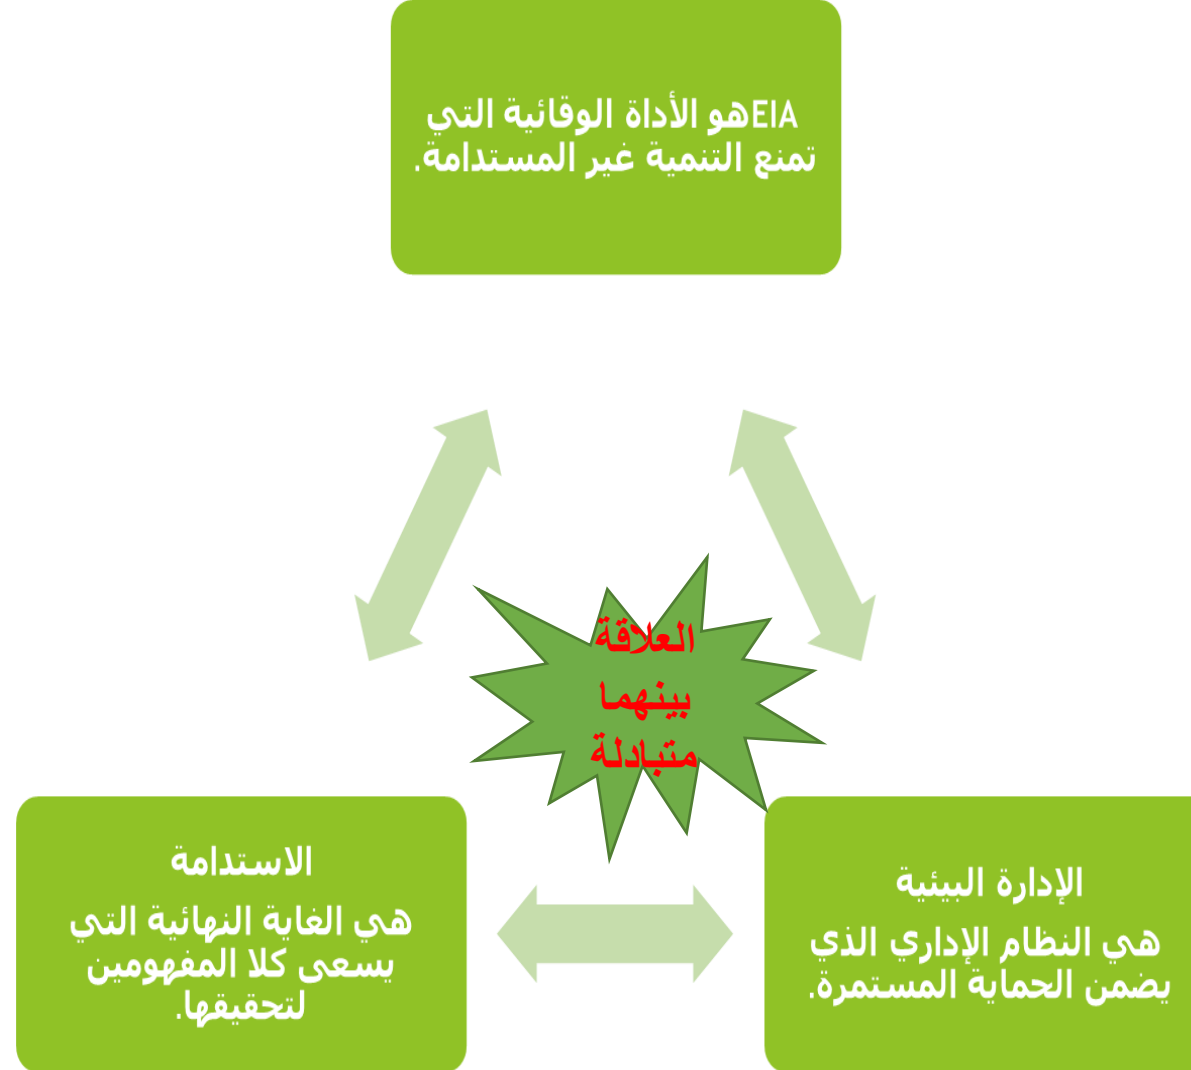 EIAهو الأداة الوقائية التي
تمنع التنمية غير المستدامة.
العلاقة
بينهما
متبادلة
الإدارة البيئية
هي النظام الإداري الذي
يضمن الحماية المستمرة.
الاستدامة
هي الغاية النهائية التي
يسعى كلا المفهومين
لتحقيقها.